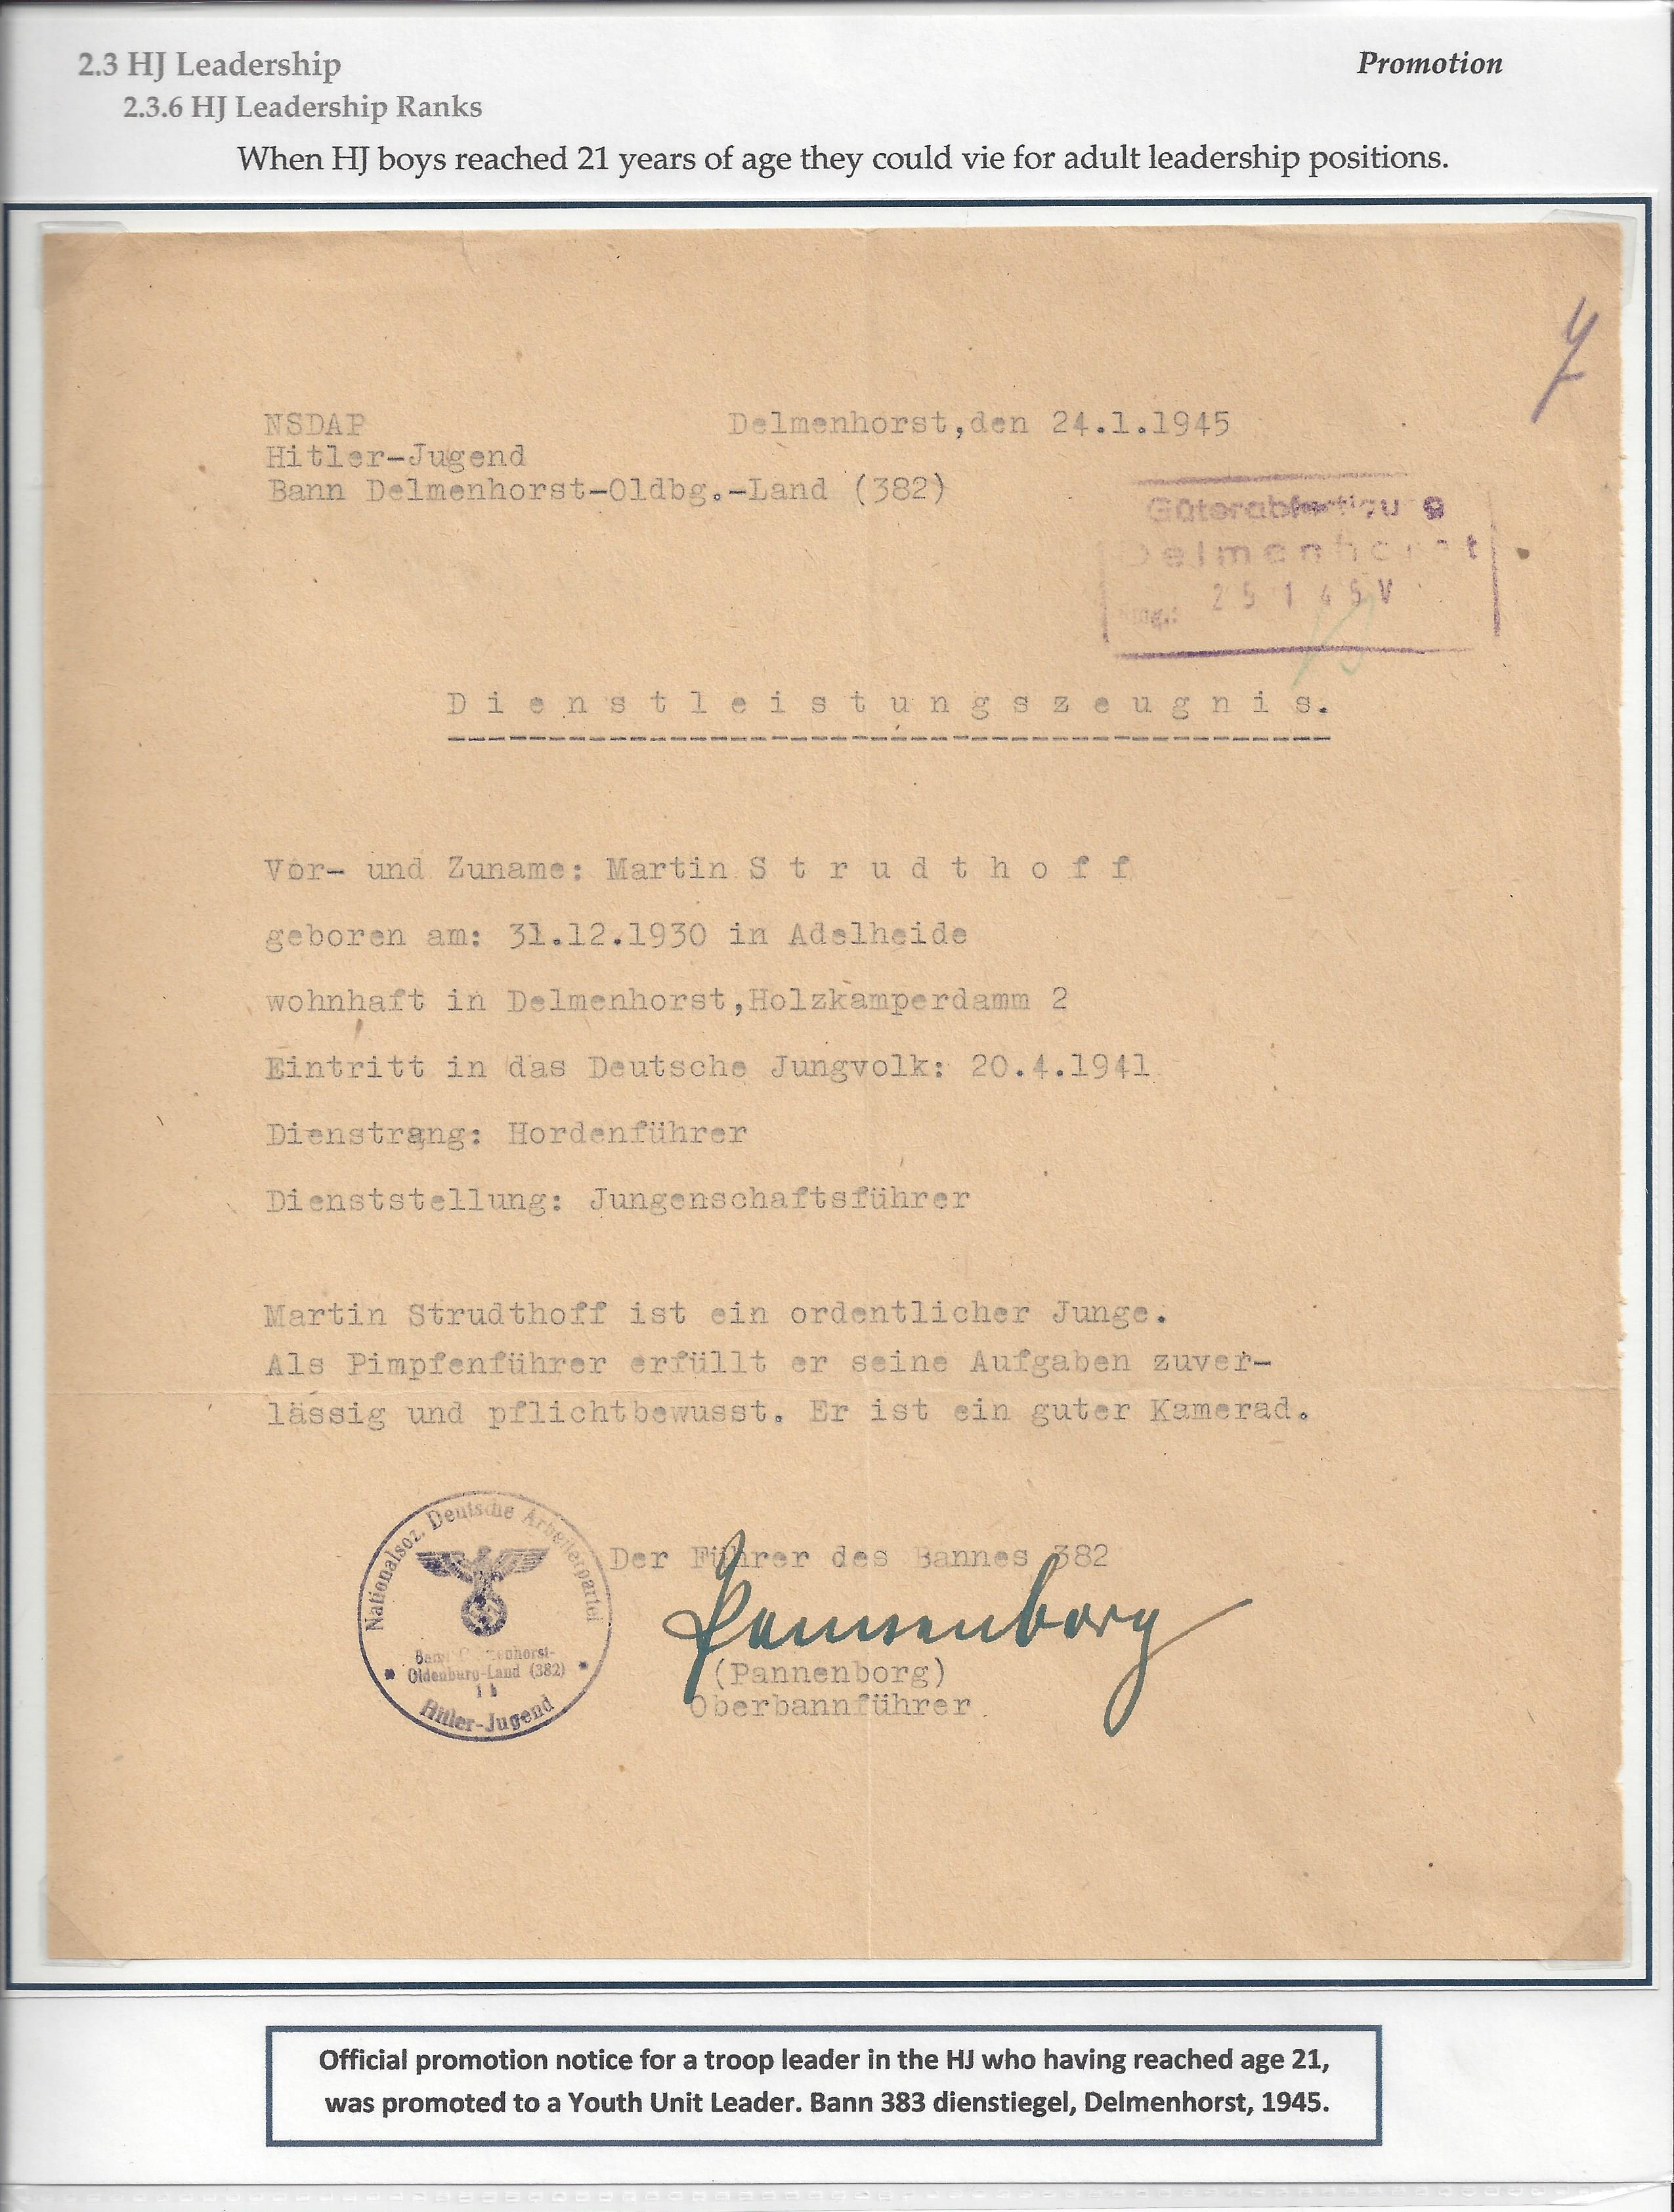 2.3 HJ Leadership
Promotion
2.3.6 HJ Leadership Ranks
When HJ boys reached 21 years of age they could vie for adult leadership positions.
NSDAP
Delmenhorst,den 24.1.1945
Hitler-Jugend
Bann Delmenhorst-Oldbg.-Land (382)
Güterabfertigung
Delmenhorst
25 1 45 V
D i e n s t l e i s t u n g s z e u g n i s.
Vor- und Zuname: Martin S t r u d t h o f f
geboren am: 31.12.1930 in Adelheide
wohnhaft in Delmenhorst,Holzkamperdamm 2
Eintritt in das Deutsche Jungvolk: 20.4.1941
Dienstrang: Hordenführer
Dienststellung: Jungenschaftsführer
Martin Strudthoff ist ein ordentlicher Junge.
Als Pimpfenführer erfüllt er seine Aufgaben zuver-
lässig und pflichtbewusst. Er ist ein guter Kamerad.
Nationalsoz. Deutsche Arbeiterpartei
Oldenburg-Land (382)
Hitler-Jugend
Der Führer des Bannes 382
Pannenborg
(Pannenborg)
Oberbannführer
Official promotion notice for a troop leader in the HJ who having reached age 21,
was promoted to a Youth Unit Leader. Bann 383 dienstiegel, Delmenhorst, 1945.